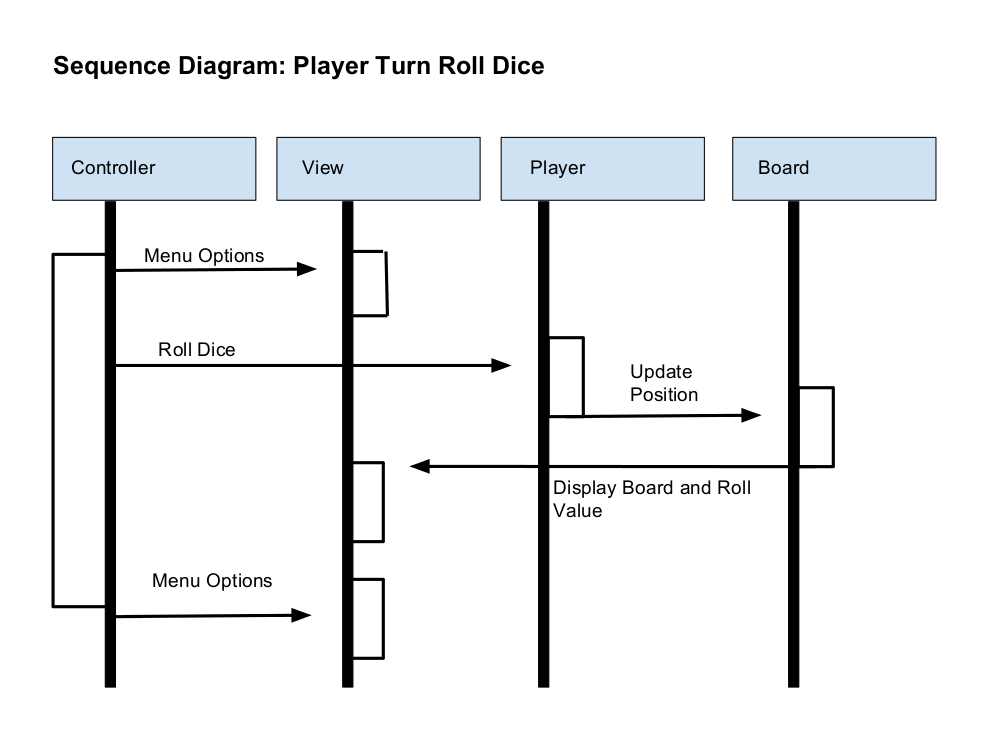 Sequence Diagram: Player Turn Roll Dice
Controller
View
Player
Board
Menu Options
Roll Dice
Update
Position
Display Board and Roll
Value
Menu Options